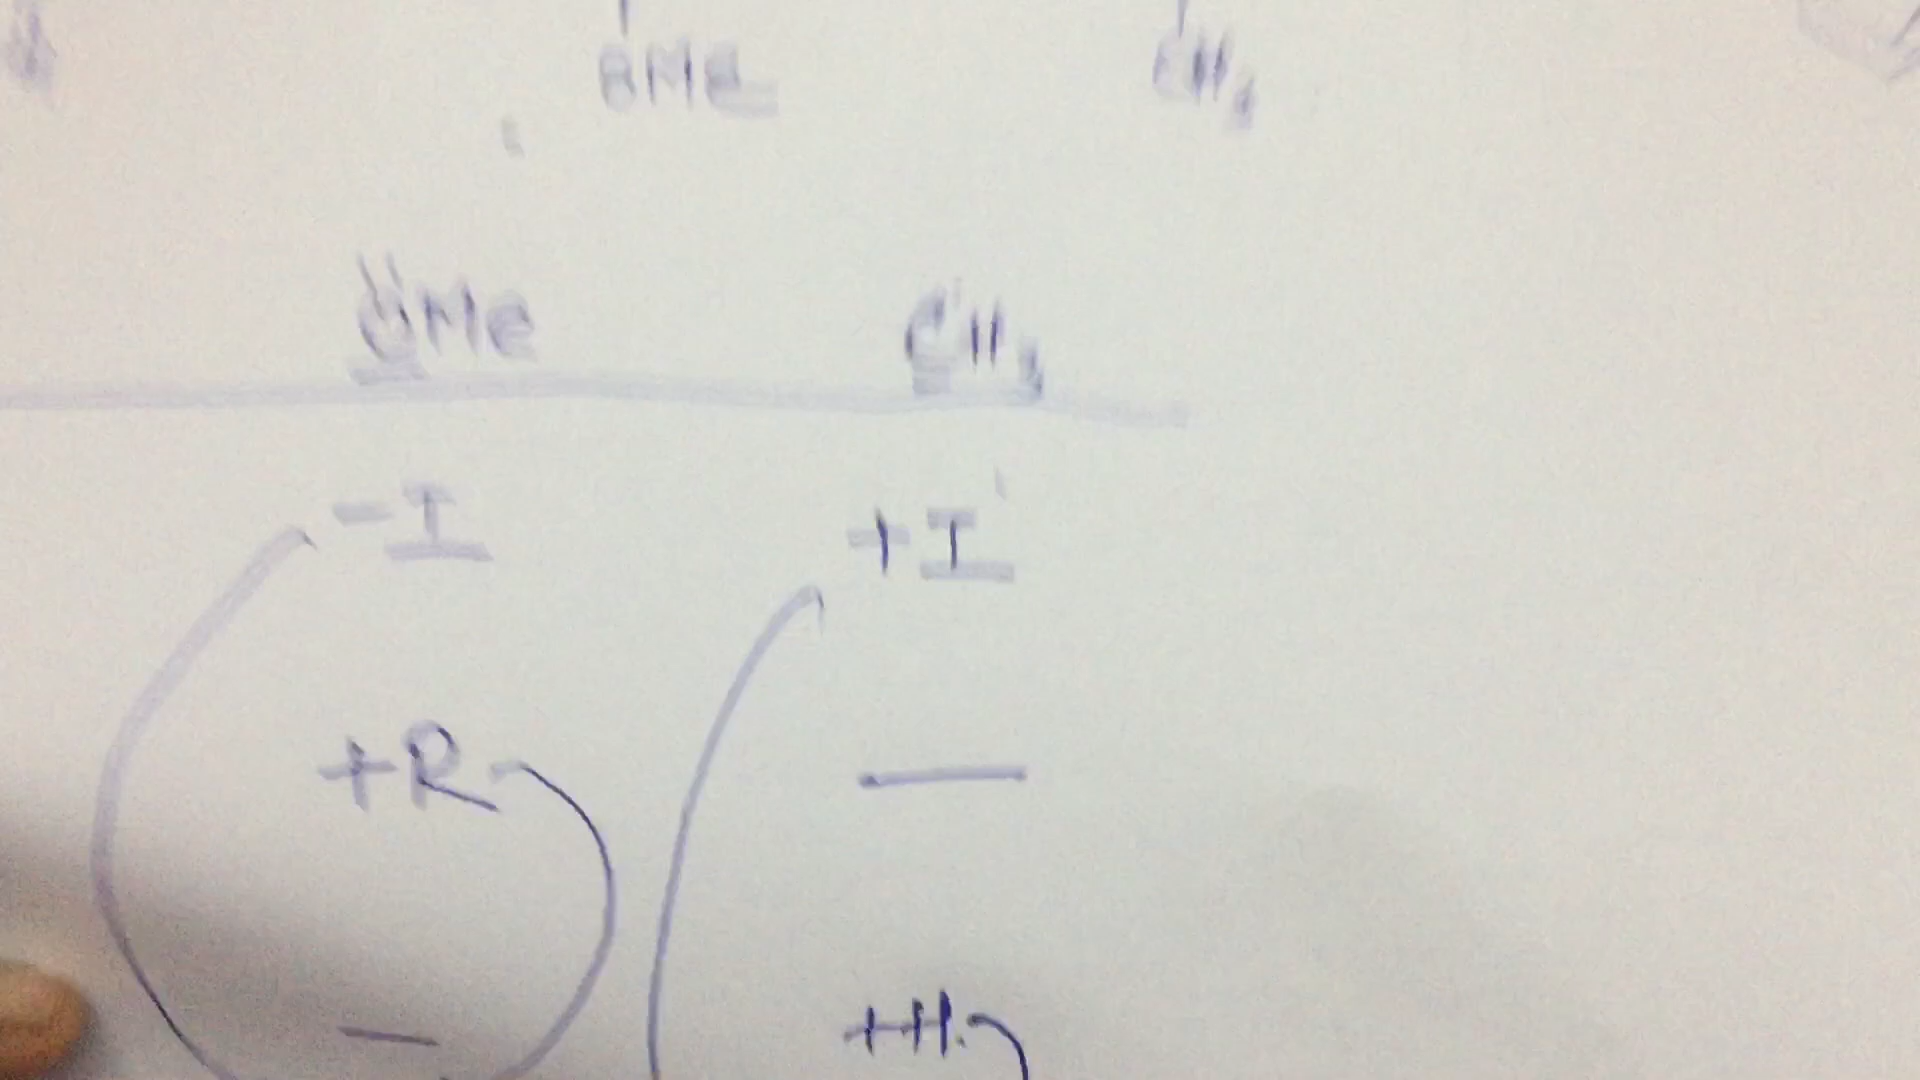 OMe CH3
OMe CH3
-I +I
+R —
— +H.